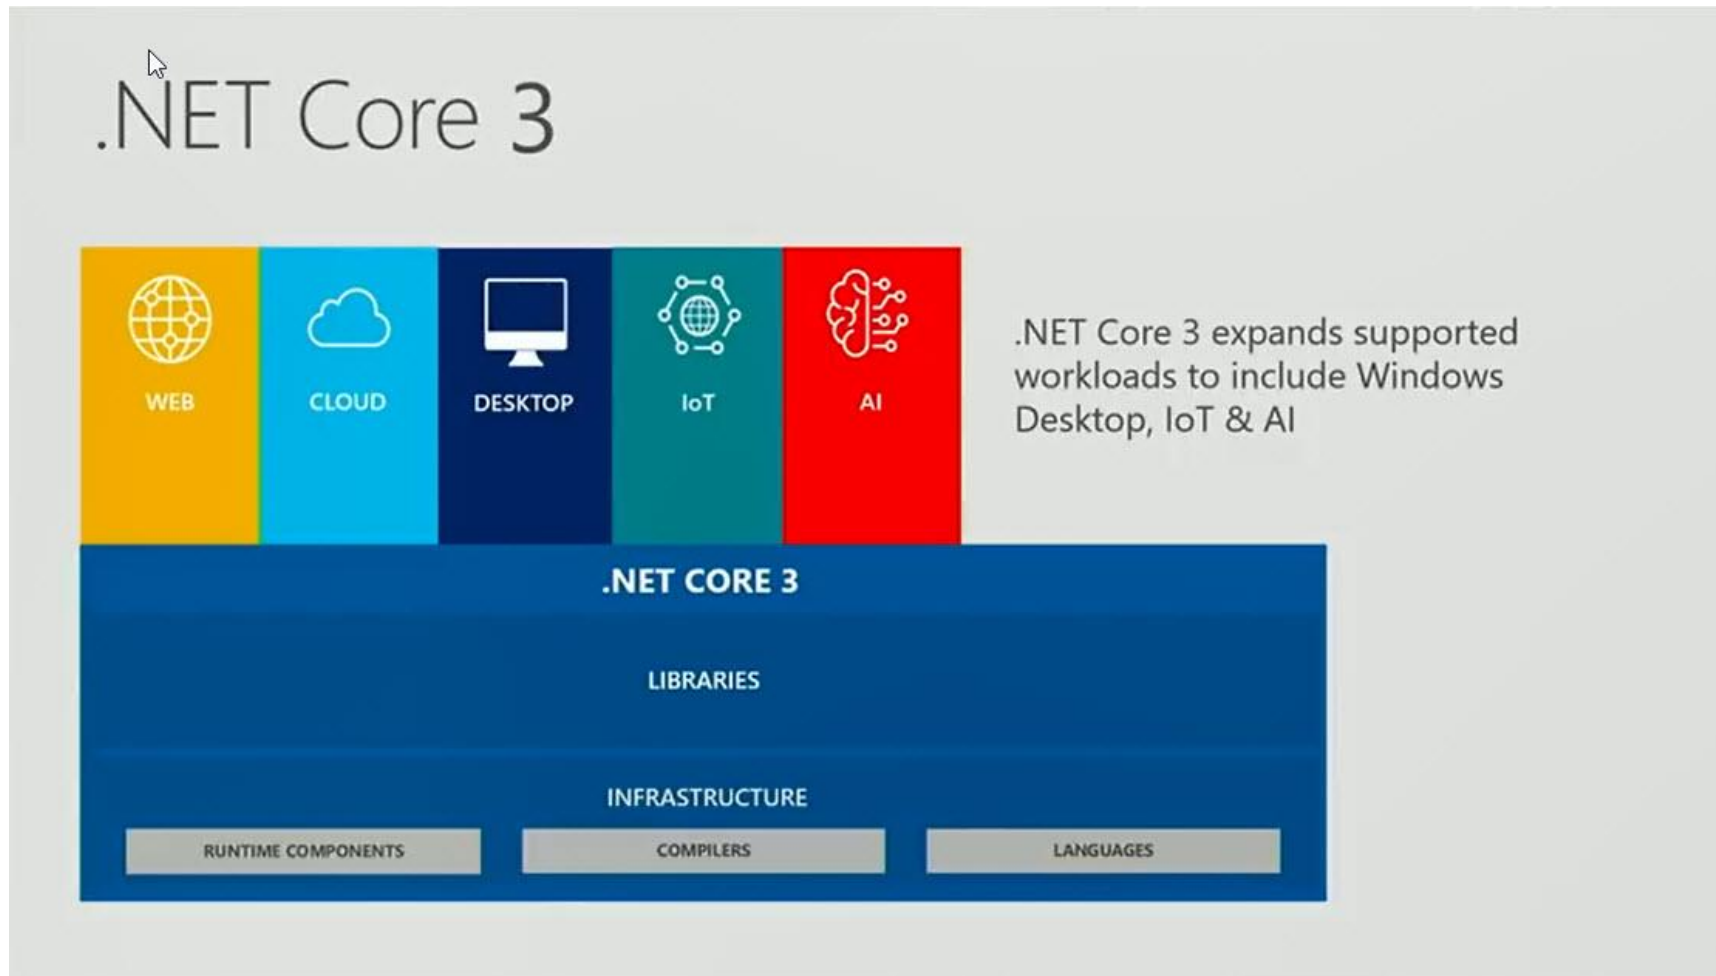 .NET Core 3
WEB
CLOUD
DESKTOP
IoT
AI
.NET Core 3 expands supported
workloads to include Windows
Desktop, IoT & AI
.NET CORE 3
LIBRARIES
INFRASTRUCTURE
RUNTIME COMPONENTS
COMPILERS
LANGUAGES